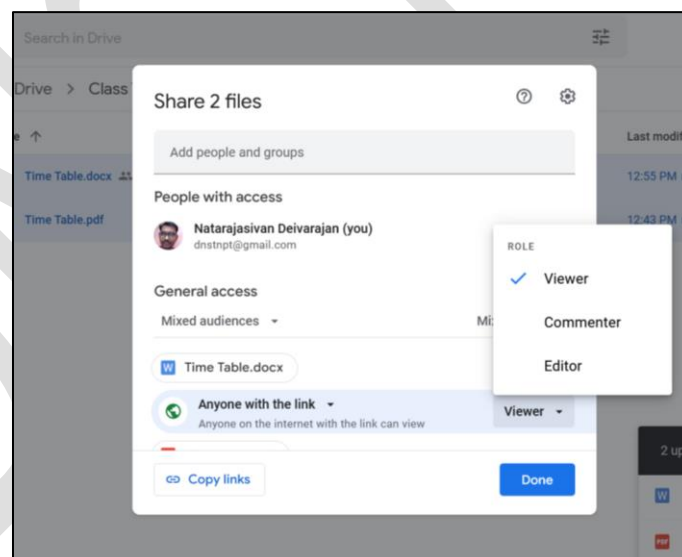 Search in Drive
Drive > Class
Share 2 files
Add people and groups
e ↑
Last modif
Time Table.docx
12:55 PM
People with access
Time Table.pdf
12:43 PM
Natarajasivan Deivarajan (you)
dnstnpt@gmail.com
ROLE
Viewer
General access
Mixed audiences
Mi
Commenter
W Time Table.docx
Editor
Anyone with the link
Viewer
Anyone on the internet with the link can view
2 up
Copy links
Done
W
PDF